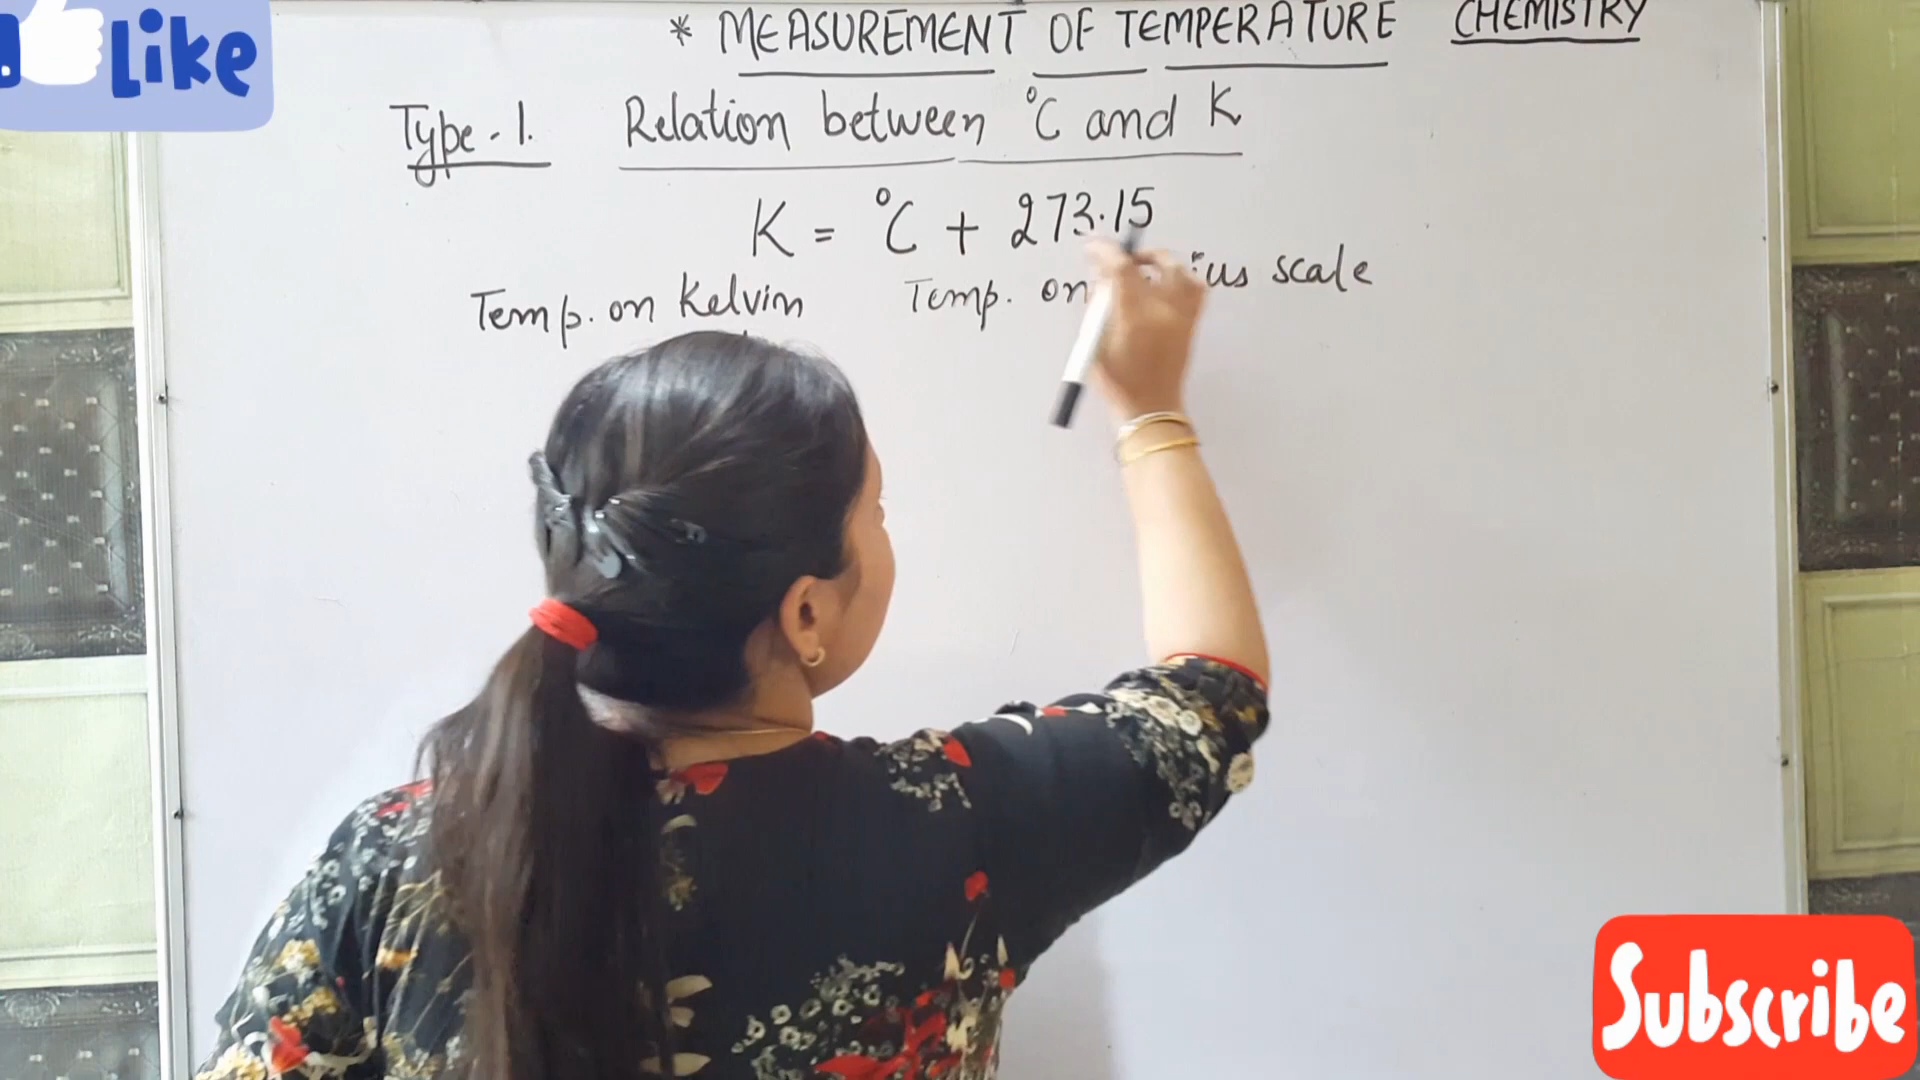 Like
* MEASUREMENT OF TEMPERATURE CHEMISTRY
Type-1. Relation between °C and K
K = °C + 273.15
Temp. on Kelvin Temp. on scale
Subscribe